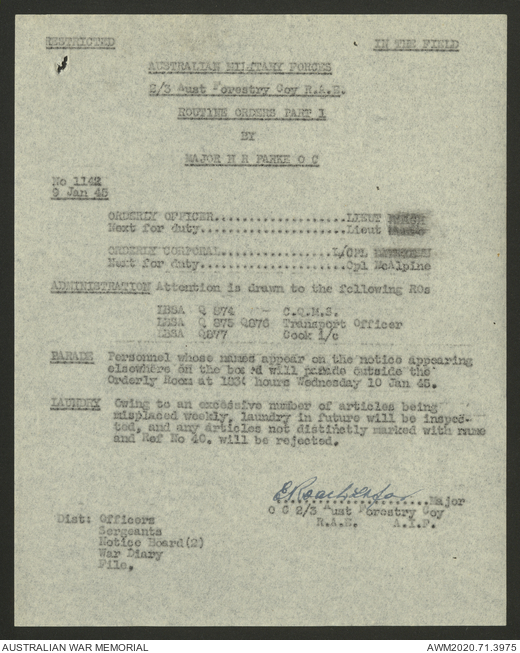 RESTRICTED IN THE FIELD
AUSTRALIAN MILITARY FORCES
2/3 Aust Forestry Coy R.A.E.
ROUTINE ORDERS PART 1
BY
MAJOR N R PARKE O C
No 1142
9 Jan 45
ORDERLY OFFICER....................LIEUT
Next for duty......................Lieut
ORDERLY CORPORAL..................L/CPL
Next for duty......................Cpl McAlpine
ADMINISTRATION Attention is drawn to the following ROs
LBSA Q 874 - C.Q.M.S.
LBSA Q 875 Q876 Transport Officer
LBSA Q877 Cook i/c
PARADE Personnel whose names appear on the notice appearing
elsewhere on the board will parade outside the
Orderly Room at 1834 hours Wednesday 10 Jan 45.
LAUNDRY Owing to an excessive number of articles being
misplaced weekly, laundry in future will be inspec-
ted, and any articles not distinctly marked with name
and Ref No 40. will be rejected.
........................Major
O C 2/3 Aust Forestry Coy
R.A.E. A.I.F.
Dist: Officers
Sergeants
Notice Board(2)
War Diary
File.
AUSTRALIAN WAR MEMORIAL AWM2020.71.3975